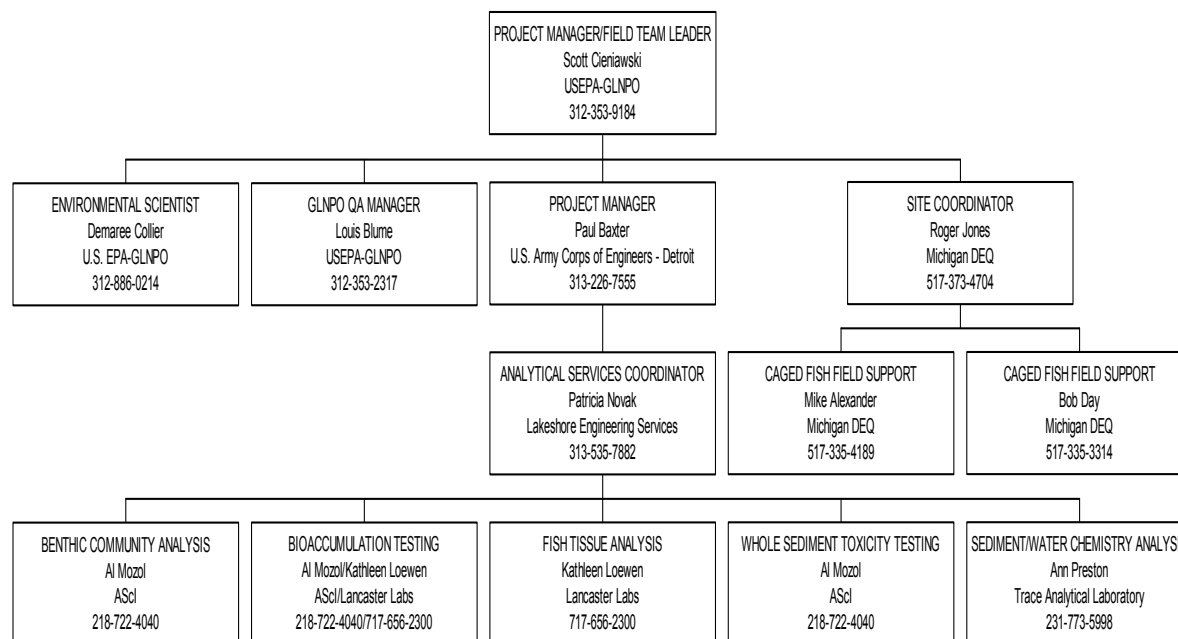 PROJECT MANAGER/FIELD TEAM LEADER
Scott Cieniawski
USEPA-GLNPO
312-353-9184
ENVIRONMENTAL SCIENTIST
Demaree Collier
U.S. EPA-GLNPO
312-886-0214
GLNPO QA MANAGER
Louis Blume
USEPA-GLNPO
312-353-2317
PROJECT MANAGER
Paul Baxter
U.S. Army Corps of Engineers - Detroit
313-226-7555
SITE COORDINATOR
Roger Jones
Michigan DEQ
517-373-4704
ANALYTICAL SERVICES COORDINATOR
Patricia Novak
Lakeshore Engineering Services
313-535-7882
CAGED FISH FIELD SUPPORT
Mike Alexander
Michigan DEQ
517-335-4189
CAGED FISH FIELD SUPPORT
Bob Day
Michigan DEQ
517-335-3314
BENTHIC COMMUNITY ANALYSIS
Al Mozol
AScI
218-722-4040
BIOACCUMULATION TESTING
Al Mozol/Kathleen Loewen
AScI/Lancaster Labs
218-722-4040/717-656-2300
FISH TISSUE ANALYSIS
Kathleen Loewen
Lancaster Labs
717-656-2300
WHOLE SEDIMENT TOXICITY TESTING
Al Mozol
AScI
218-722-4040
SEDIMENT/WATER CHEMISTRY ANALYSI
Ann Preston
Trace Analytical Laboratory
231-773-5998